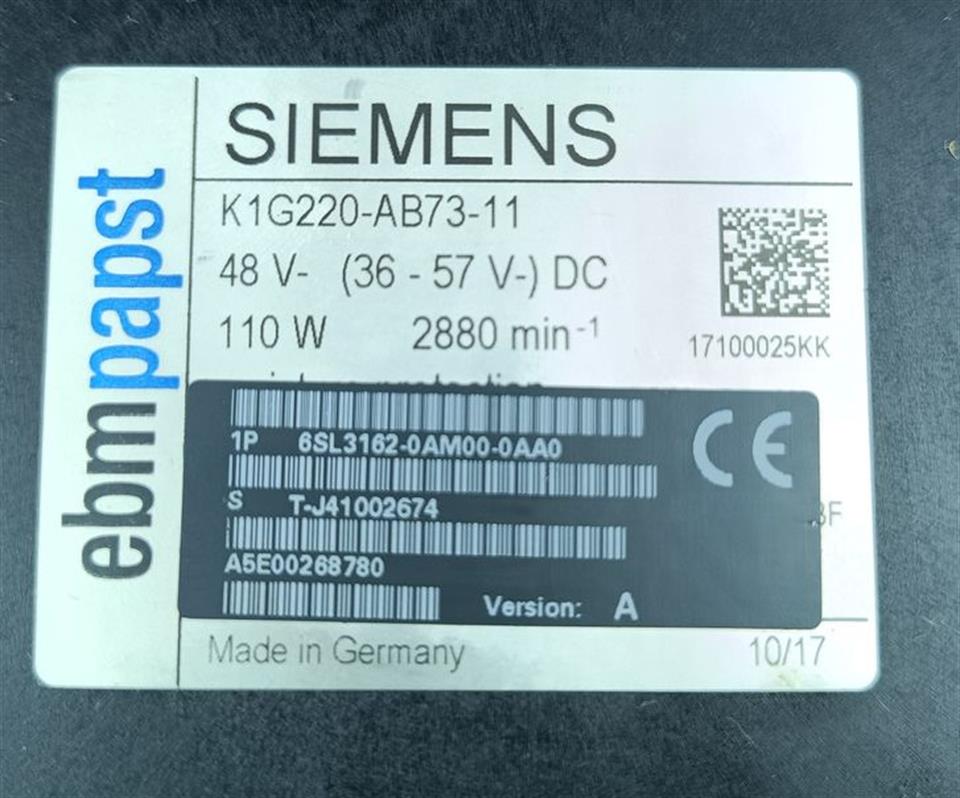 ebmpapst
SIEMENS
K1G220-AB73-11
48 V- (36 - 57 V-) DC
110 W 2880 min⁻¹
17100025KK
1P 6SL3162-0AM00-0AA0
S T-J41002674
A5E00268780
Version: A
CE
Made in Germany 10/17